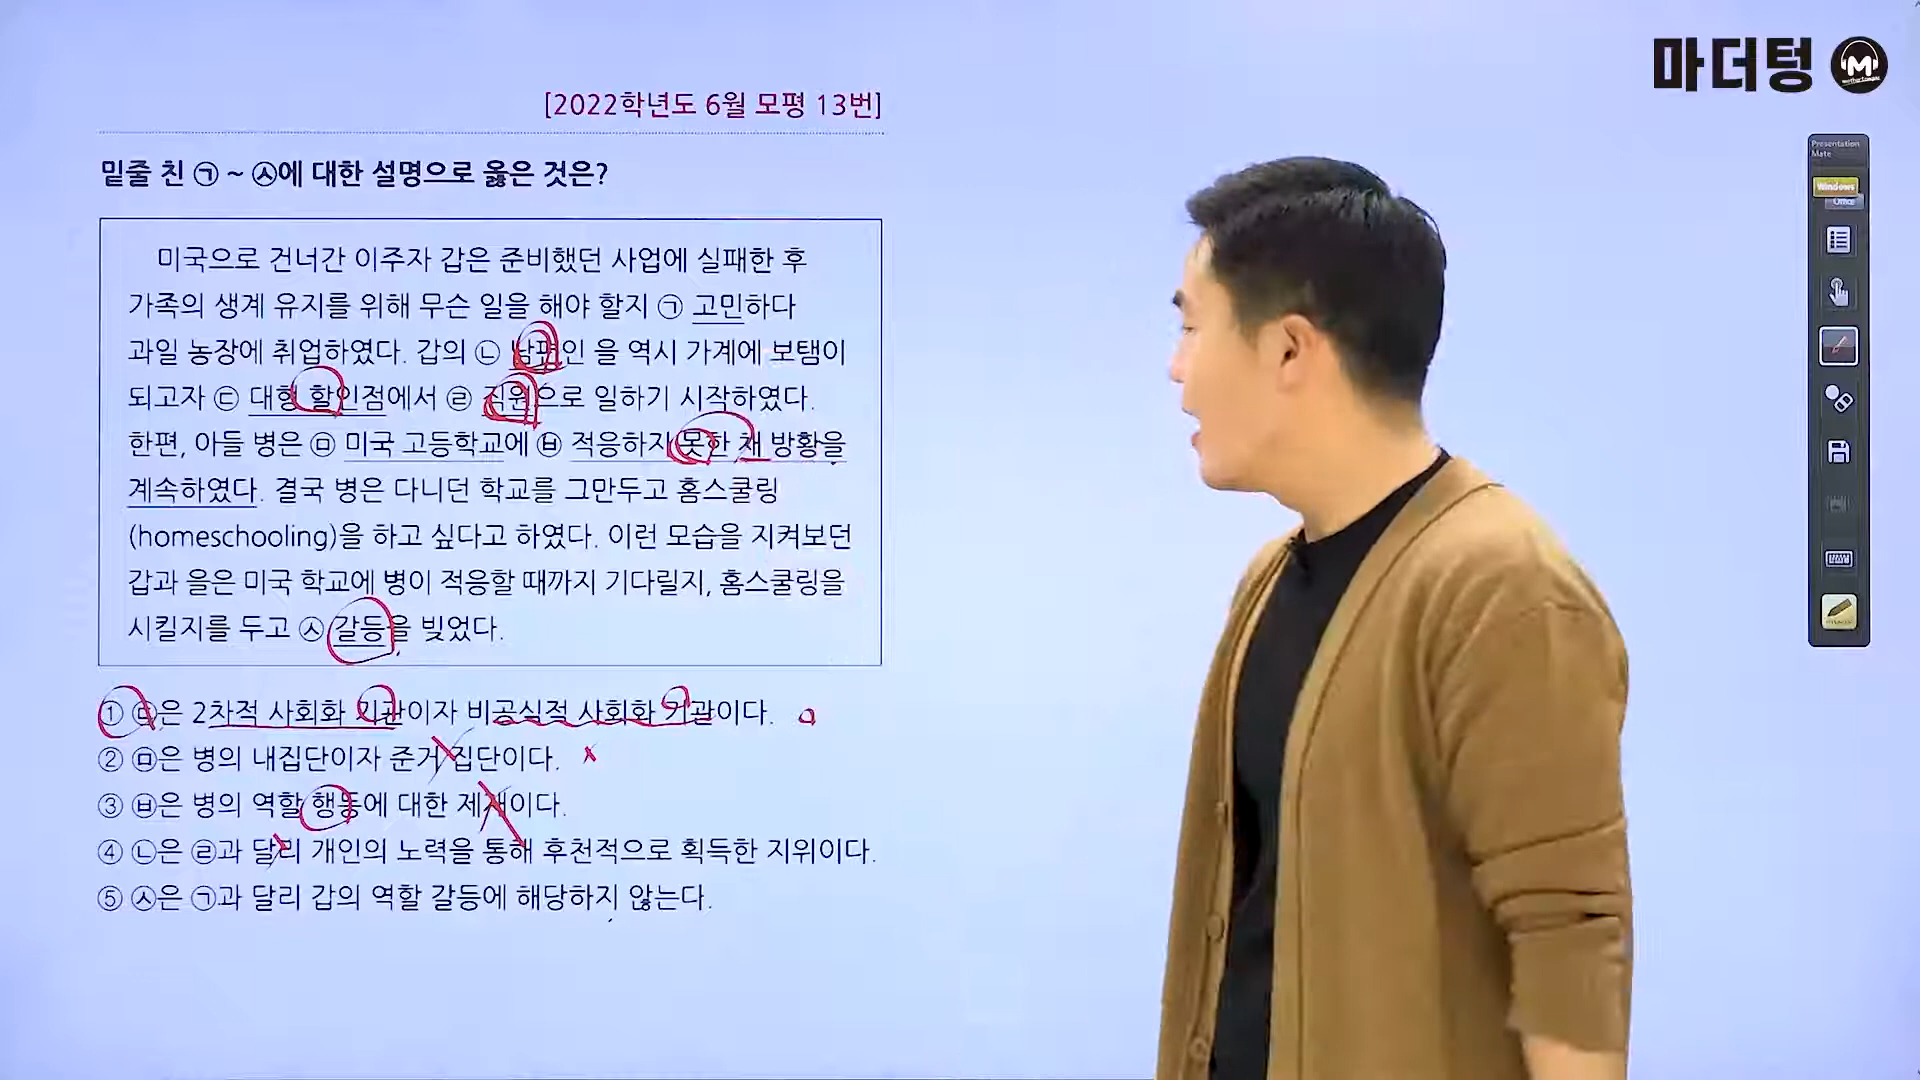 마더텅
[2022학년도 6월 모평 13번]
밑줄 친 ㉠ ~ ㉦에 대한 설명으로 옳은 것은?
미국으로 건너간 이주자 갑은 준비했던 사업에 실패한 후
가족의 생계 유지를 위해 무슨 일을 해야 할지 ㉠ 고민하다
과일 농장에 취업하였다. 갑의 ㉡ 남편인 을 역시 가계에 보탬이
되고자 ㉢ 대형 할인점에서 ㉣ 직원으로 일하기 시작하였다.
한편, 아들 병은 ㉤ 미국 고등학교에 ㉥ 적응하지 못한 채 방황을
계속하였다. 결국 병은 다니던 학교를 그만두고 홈스쿨링
(homeschooling)을 하고 싶다고 하였다. 이런 모습을 지켜보던
갑과 을은 미국 학교에 병이 적응할 때까지 기다릴지, 홈스쿨링을
시킬지를 두고 ㉦ 갈등을 빚었다.
① ㉢은 2차적 사회화 기관이자 비공식적 사회화 기관이다.
② ㉤은 병의 내집단이자 준거 집단이다.
③ ㉥은 병의 역할 행동에 대한 제재이다.
④ ㉡은 ㉣과 달리 개인의 노력을 통해 후천적으로 획득한 지위이다.
⑤ ㉦은 ㉠과 달리 갑의 역할 갈등에 해당하지 않는다.
Presentation
Mate
Windows
Office